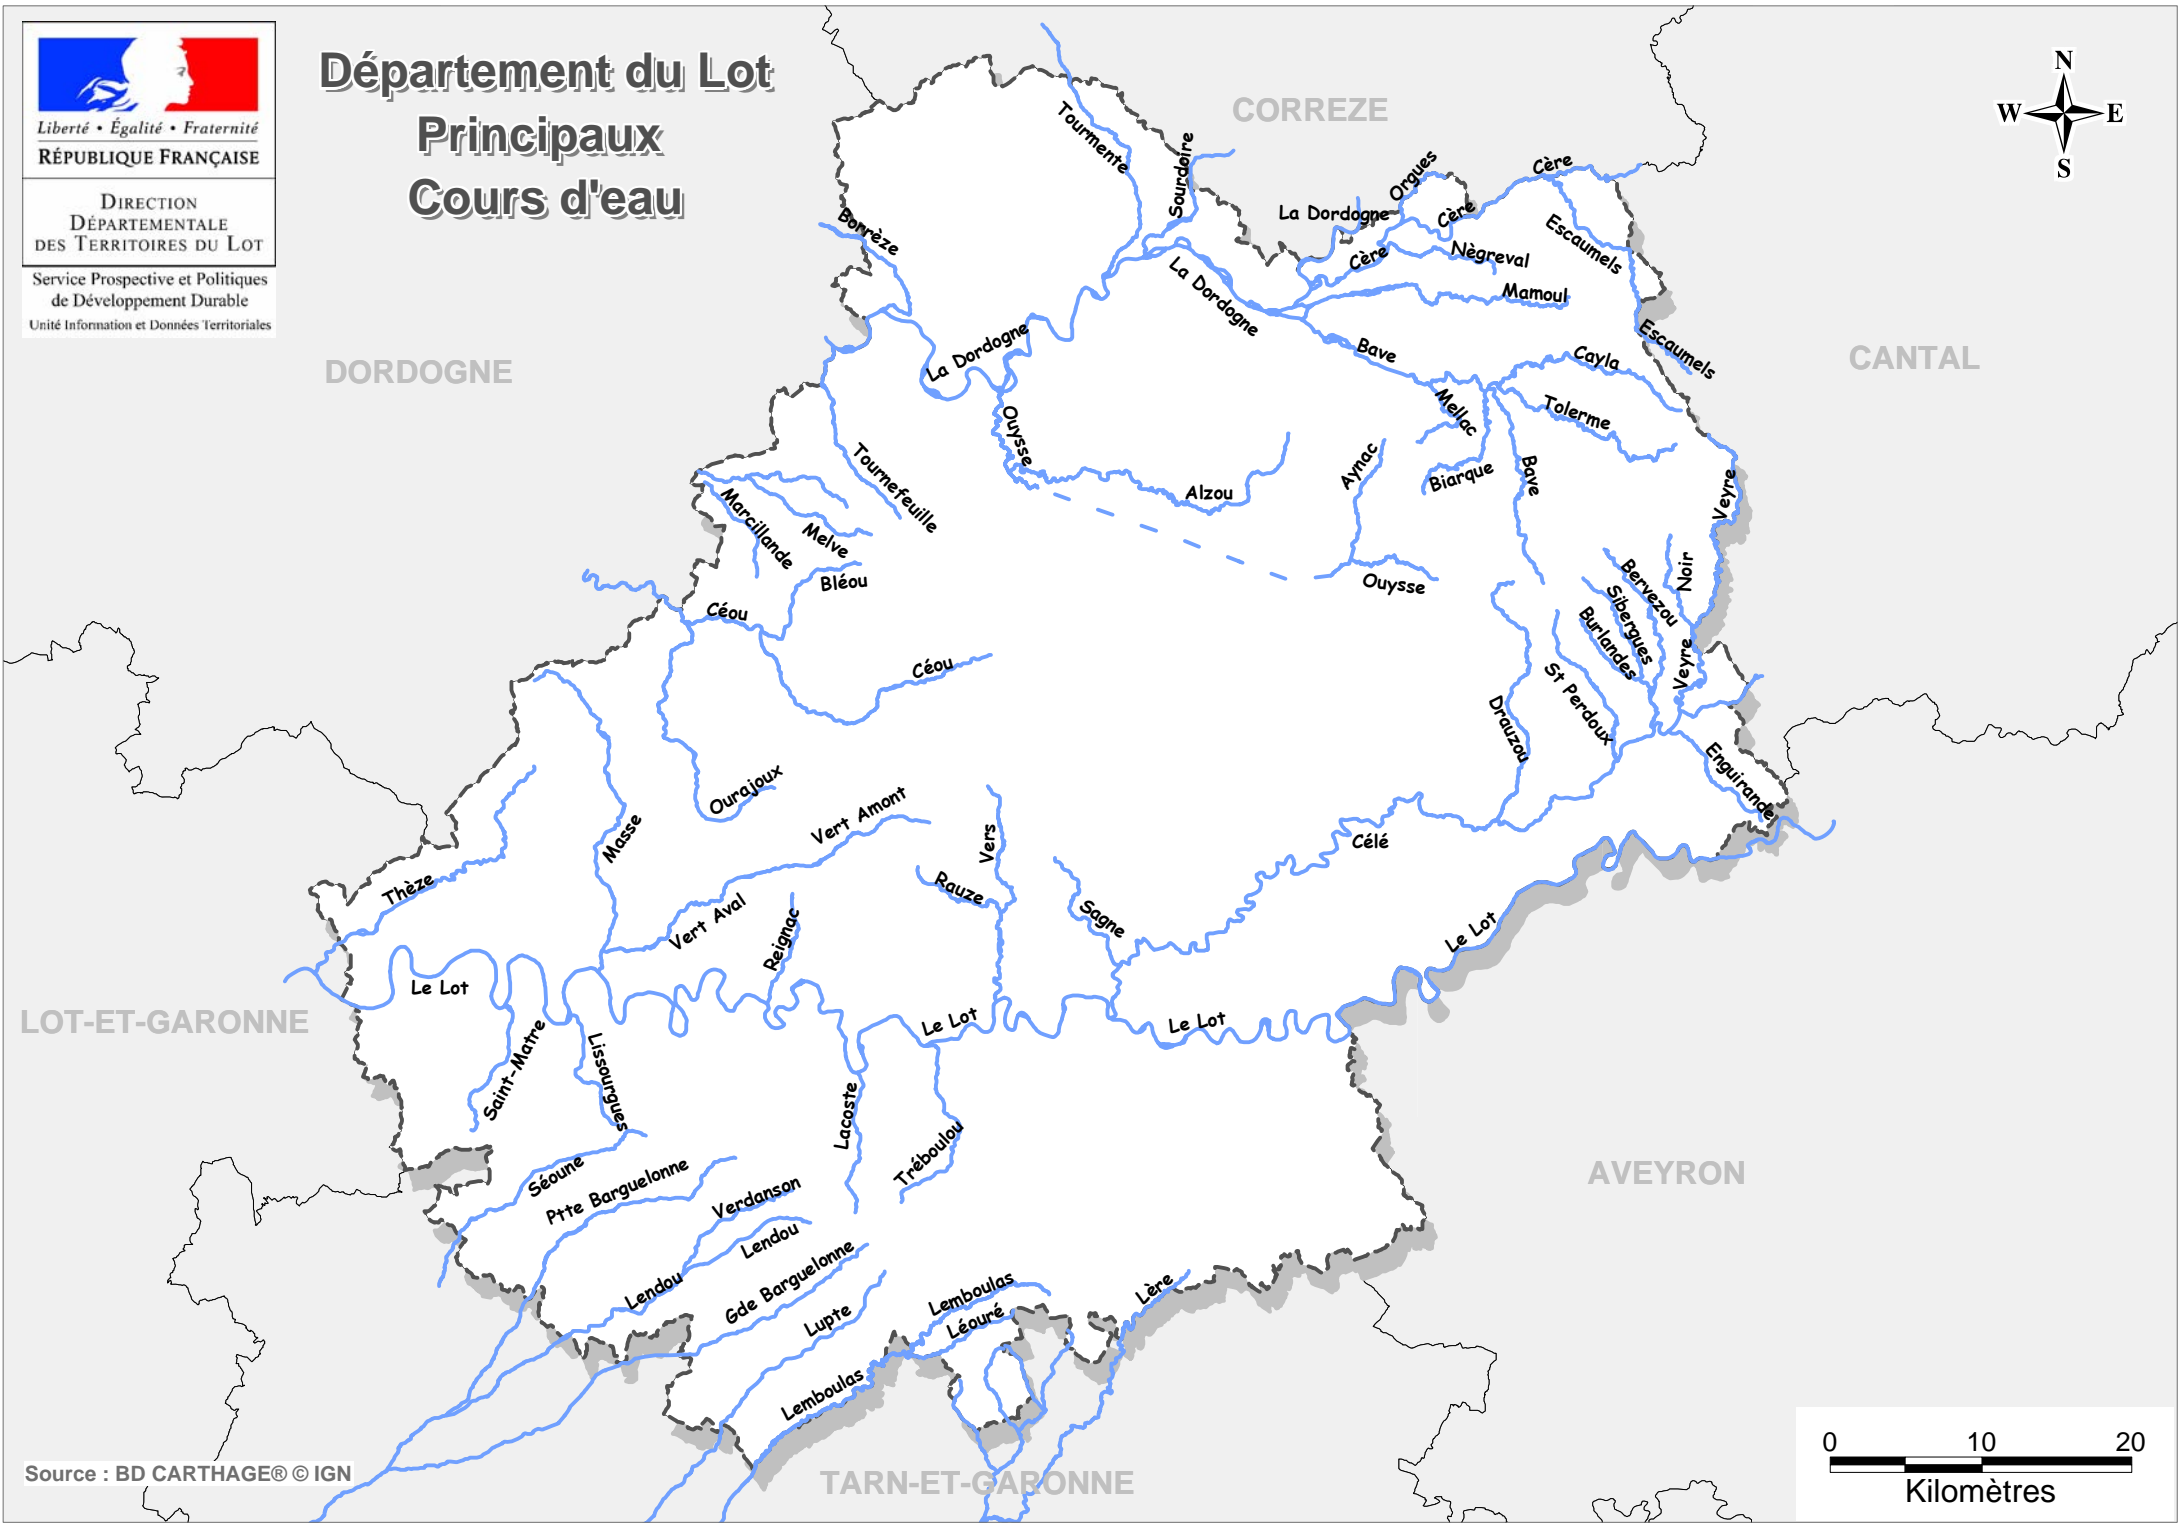 Liberté • Égalité • Fraternité
RÉPUBLIQUE FRANÇAISE
DIRECTION
DÉPARTEMENTALE
DES TERRITOIRES DU LOT
Service Prospective et Politiques
de Développement Durable
Unité Information et Données Territoriales
Département du Lot
Principaux
Cours d'eau
N
W
E
S
CORREZE
DORDOGNE
CANTAL
LOT-ET-GARONNE
AVEYRON
TARN-ET-GARONNE
Tourmente
Sourdoire
Orgues
Cère
La Dordogne
Cère
Borrèze
Escaumels
Cère
Nègreval
La Dordogne
Mamoul
La Dordogne
Bave
Escaumels
Cayla
Mellac
Tolerme
Ouysse
Tournefeuille
Aynac
Biarque
Bave
Alzou
Veyre
Marcillande
Melve
Bléou
Ouysse
Noir
Bervezou
Sibergues
Burlandes
Céou
Céou
Veyre
St Perdoux
Drauzou
Enguirande
Ourajoux
Vert Amont
Masse
Vers
Célé
Thèze
Rauze
Vert Aval
Reignac
Sagne
Le Lot
Le Lot
Le Lot
Le Lot
Saint-Matre
Lissourgues
Lacoste
Tréboulou
Séoune
Ptte Barguelonne
Verdanson
Lendou
Lendou
Gde Barguelonne
Lupte
Lemboulas
Léouré
Lère
Lemboulas
0 10 20
Kilomètres
Source : BD CARTHAGE® © IGN